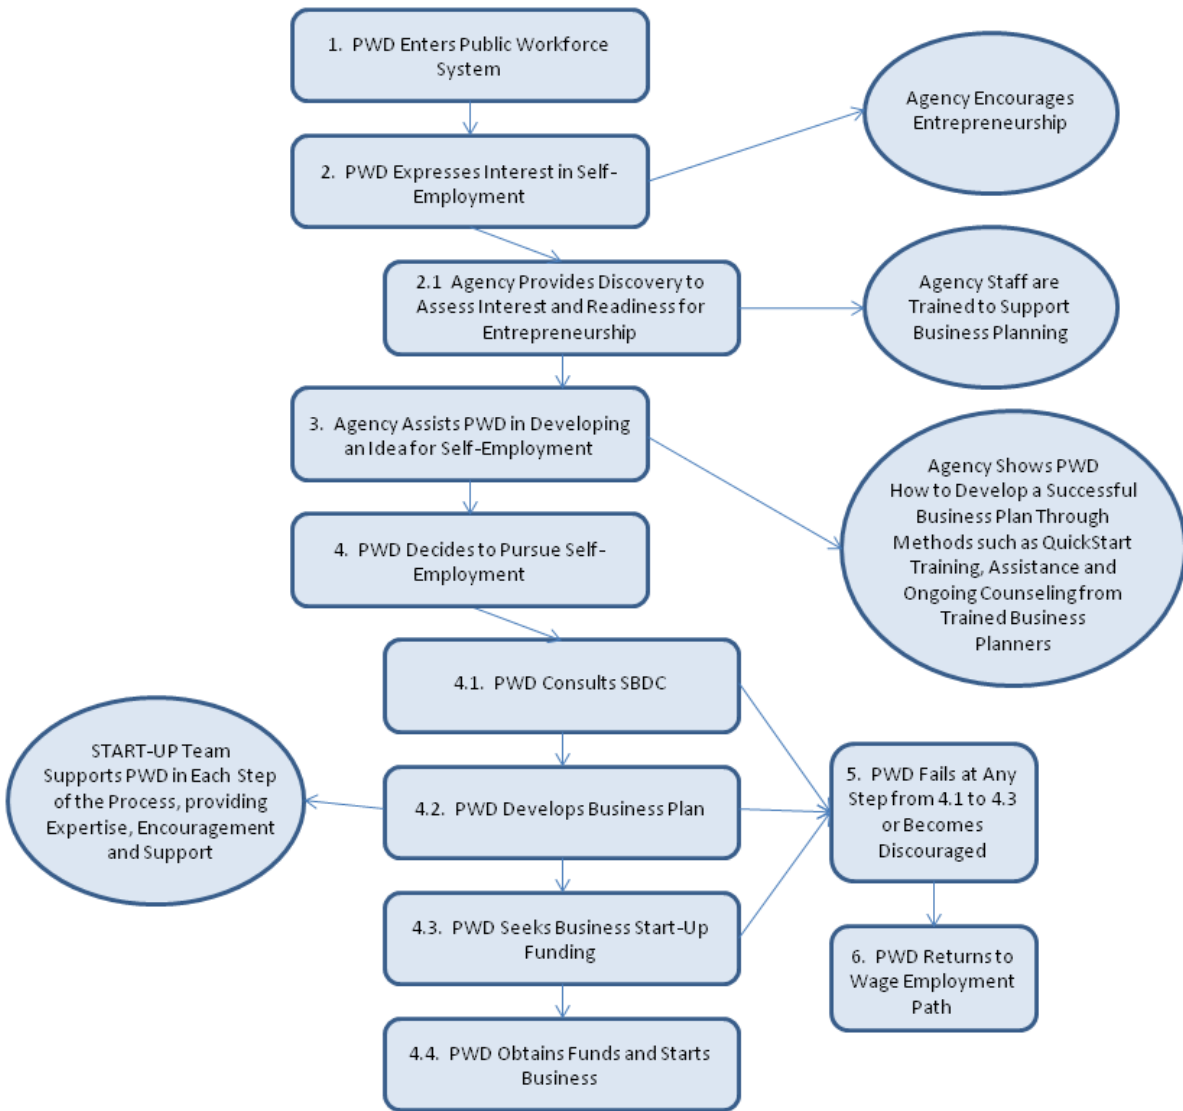 1. PWD Enters Public Workforce
System
Agency Encourages
Entrepreneurship
2. PWD Expresses Interest in Self-
Employment
2.1 Agency Provides Discovery to
Assess Interest and Readiness for
Entrepreneurship
Agency Staff are
Trained to Support
Business Planning
3. Agency Assists PWD in Developing
an Idea for Self-Employment
Agency Shows PWD
How to Develop a Successful
Business Plan Through
Methods such as QuickStart
Training, Assistance and
Ongoing Counseling from
Trained Business
Planners
4. PWD Decides to Pursue Self-
Employment
4.1. PWD Consults SBDC
START-UP Team
Supports PWD in Each Step
of the Process, providing
Expertise, Encouragement
and Support
4.2. PWD Develops Business Plan
5. PWD Fails at Any
Step from 4.1 to 4.3
or Becomes
Discouraged
4.3. PWD Seeks Business Start-Up
Funding
6. PWD Returns to
Wage Employment
Path
4.4. PWD Obtains Funds and Starts
Business